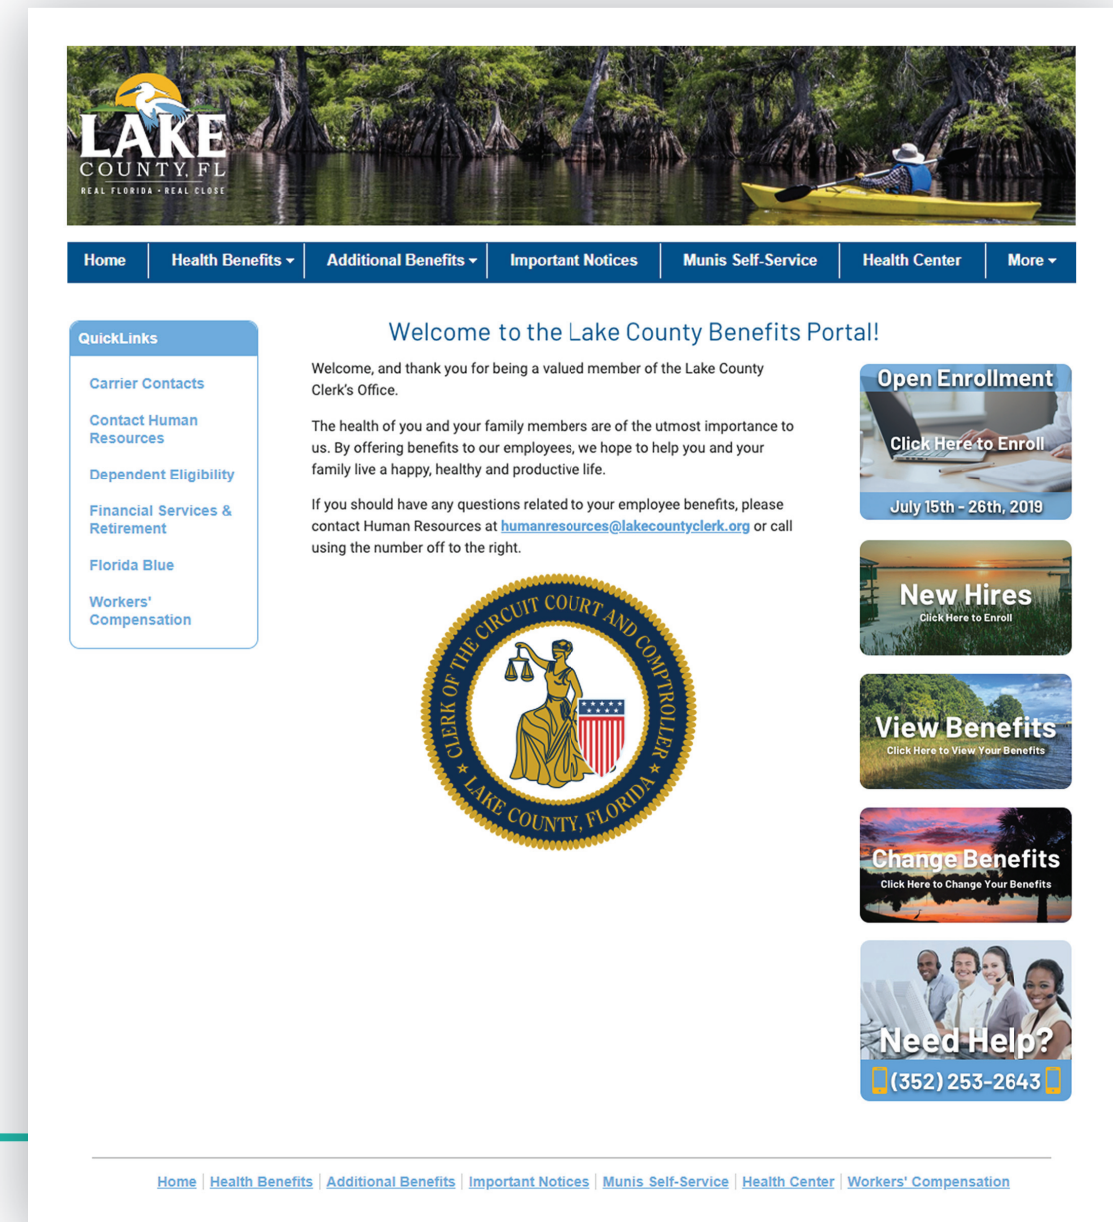 LAKE
COUNTY, FL
REAL FLORIDA • REAL CLOSE
Home Health Benefits Additional Benefits Important Notices Munis Self-Service Health Center More
QuickLinks
Carrier Contacts
Contact Human
Resources
Dependent Eligibility
Financial Services &
Retirement
Florida Blue
Workers'
Compensation
Welcome to the Lake County Benefits Portal!
Welcome, and thank you for being a valued member of the Lake County
Clerk's Office.
The health of you and your family members are of the utmost importance to
us. By offering benefits to our employees, we hope to help you and your
family live a happy, healthy and productive life.
If you should have any questions related to your employee benefits, please
contact Human Resources at humanresources@lakecountyclerk.org or call
using the number off to the right.
CLERK OF THE CIRCUIT COURT AND COMPTROLLER
LAKE COUNTY, FLORIDA
Open Enrollment
Click Here to Enroll
July 15th - 26th, 2019
New Hires
Click Here to Enroll
View Benefits
Click Here to View Your Benefits
Change Benefits
Click Here to Change Your Benefits
Need Help?
(352) 253-2643
Home | Health Benefits | Additional Benefits | Important Notices | Munis Self-Service | Health Center | Workers' Compensation